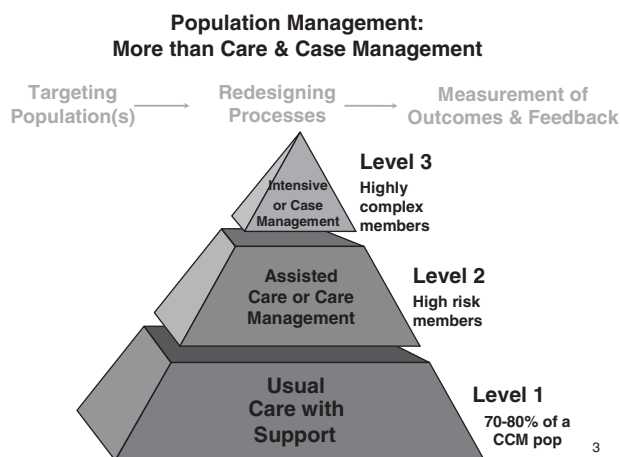 Population Management:
More than Care & Case Management
Targeting
Population(s)
Redesigning
Processes
Measurement of
Outcomes & Feedback
Level 3
Highly
complex
members
Intensive
or Case
Management
Level 2
High risk
members
Assisted
Care or Care
Management
Level 1
70-80% of a
CCM pop
Usual
Care with
Support
3